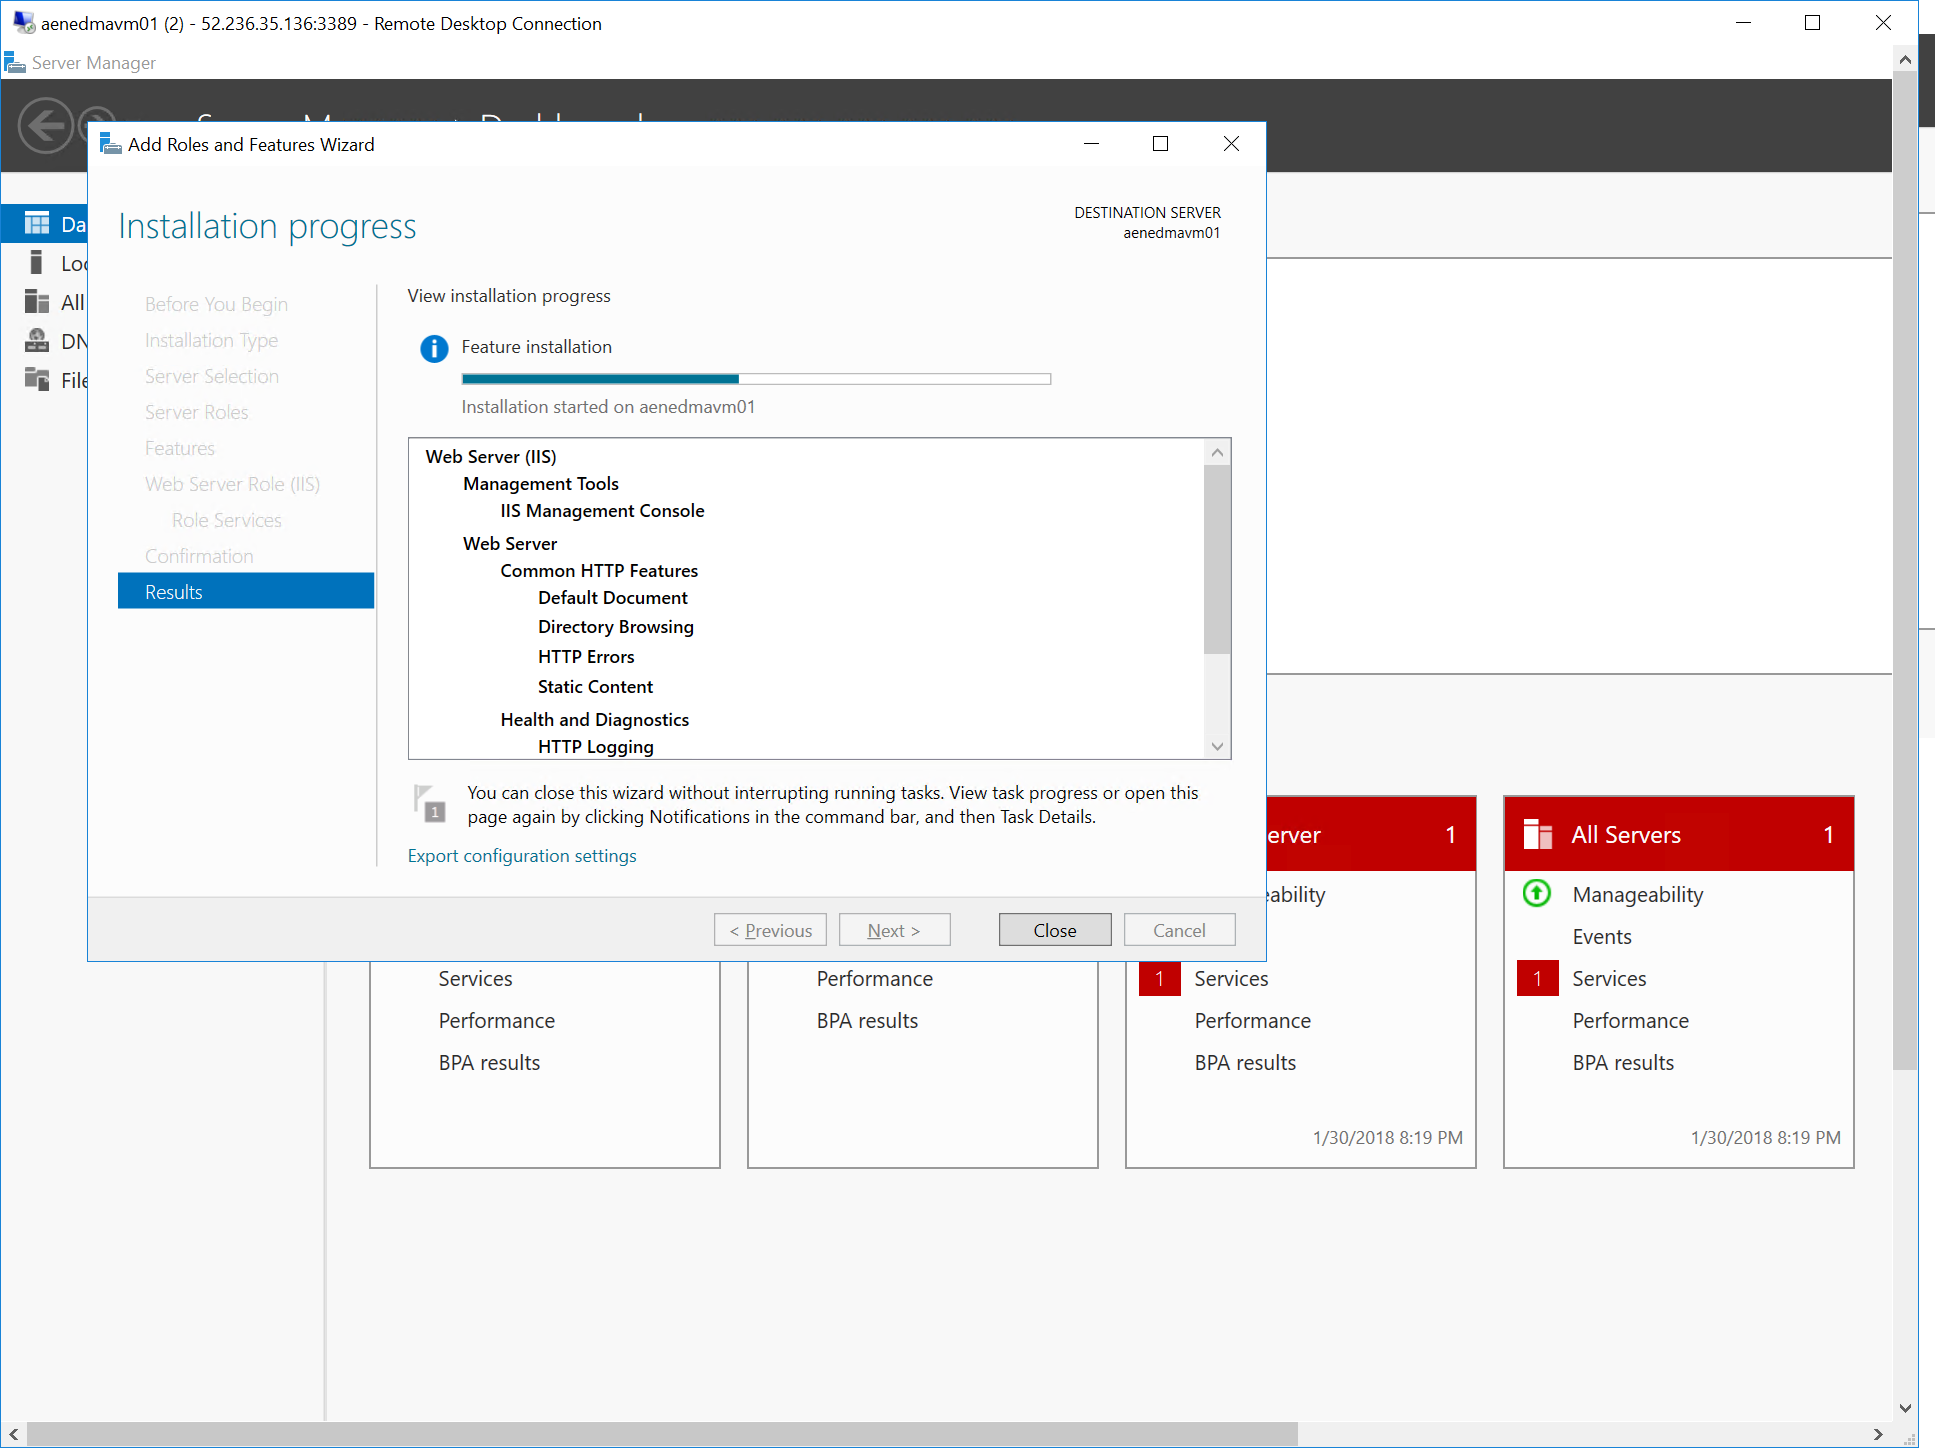 aenedmavm01 (2) - 52.236.35.136:3389 - Remote Desktop Connection
Server Manager
Add Roles and Features Wizard
Installation progress
DESTINATION SERVER
aenedmavm01
Before You Begin
Installation Type
Server Selection
Server Roles
Features
Web Server Role (IIS)
Role Services
Confirmation
Results
View installation progress
Feature installation
Installation started on aenedmavm01
Web Server (IIS)
Management Tools
IIS Management Console
Web Server
Common HTTP Features
Default Document
Directory Browsing
HTTP Errors
Static Content
Health and Diagnostics
HTTP Logging
1
You can close this wizard without interrupting running tasks. View task progress or open this
page again by clicking Notifications in the command bar, and then Task Details.
Export configuration settings
< Previous
Next >
Close
Cancel
Da
Loc
All
DN
File
Services
Performance
BPA results
Performance
BPA results
erver 1
eability
1 Services
Performance
BPA results
1/30/2018 8:19 PM
All Servers 1
Manageability
Events
1 Services
Performance
BPA results
1/30/2018 8:19 PM